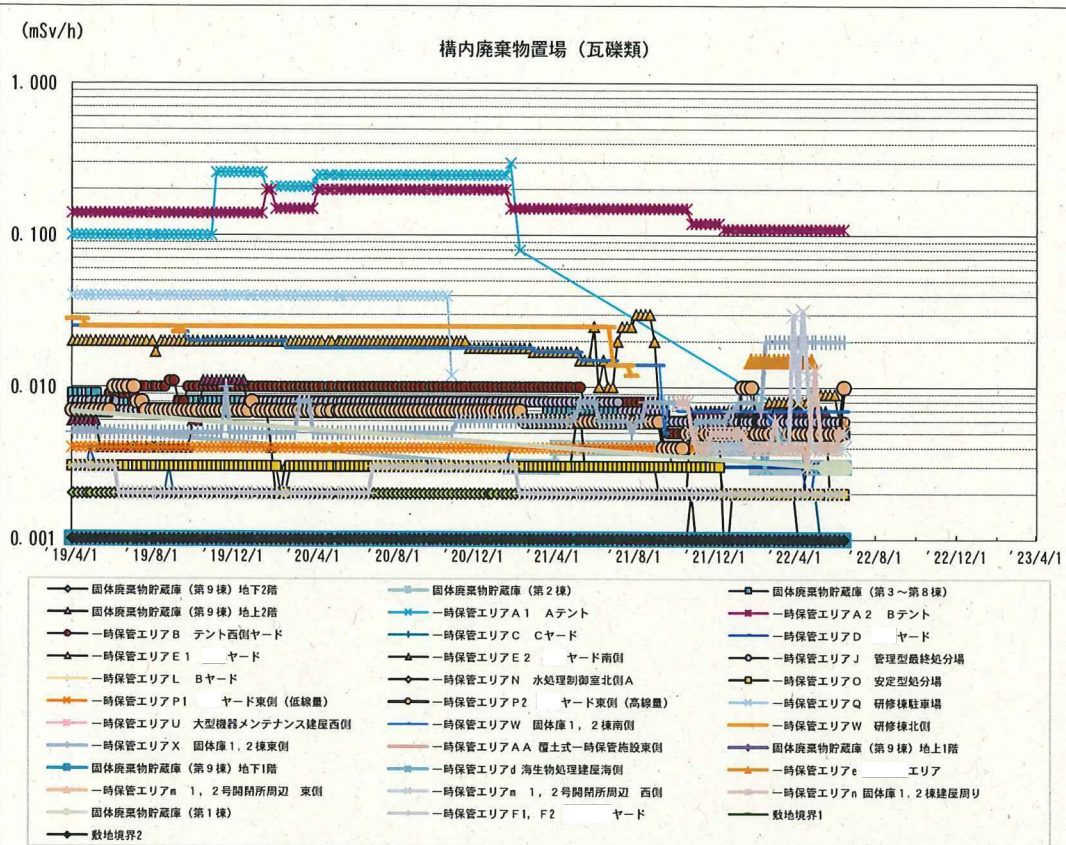 (mSv/h)
構内廃棄物置場 (瓦礫類)
1.000
0.100
0.010
0.001
'19/4/1 '19/8/1 '19/12/1 '20/4/1 '20/8/1 '20/12/1 '21/4/1 '21/8/1 '21/12/1 '22/4/1 '22/8/1 '22/12/1 '23/4/1
固体廃棄物貯蔵庫 (第9棟) 地下2階 固体廃棄物貯蔵庫 (第2棟) 固体廃棄物貯蔵庫 (第3～第8棟)
固体廃棄物貯蔵庫 (第9棟) 地上2階 一時保管エリアA1 Aテント 一時保管エリアA2 Bテント
一時保管エリアB テント西側ヤード 一時保管エリアC Cヤード 一時保管エリアD ヤード
一時保管エリアE1 ヤード 一時保管エリアE2 ヤード南側 一時保管エリアJ 管理型最終処分場
一時保管エリアL Bヤード 一時保管エリアN 水処理制御室北側A 一時保管エリアO 安定型処分場
一時保管エリアP1 ヤード東側 (低線量) 一時保管エリアP2 ヤード東側 (高線量) 一時保管エリアQ 研修棟駐車場
一時保管エリアU 大型機器メンテナンス建屋西側 一時保管エリアW 固体庫1, 2棟南側 一時保管エリアW 研修棟北側
一時保管エリアX 固体庫1, 2棟東側 一時保管エリアAA 覆土式一時保管施設東側 固体廃棄物貯蔵庫 (第9棟) 地上1階
固体廃棄物貯蔵庫 (第9棟) 地下1階 一時保管エリアd 海生物処理建屋海側 一時保管エリアe エリア
一時保管エリアm 1, 2号開閉所周辺 東側 一時保管エリアm 1, 2号開閉所周辺 西側 一時保管エリアn 固体庫1, 2棟建屋周り
固体廃棄物貯蔵庫 (第1棟) 一時保管エリアF1, F2 ヤード 敷地境界1
敷地境界2